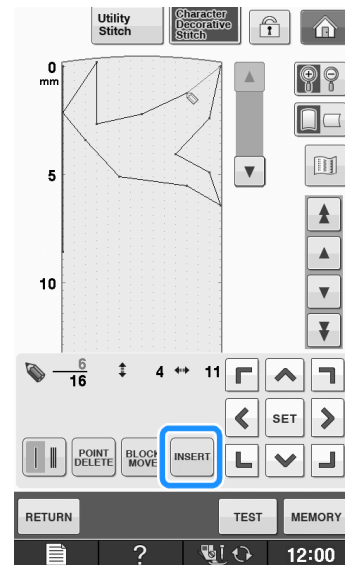 Utility
Stitch
Character
Decorative
Stitch
0
mm
5
10
6
16
4
11
SET
POINT
DELETE
BLOCK
MOVE
INSERT
RETURN
TEST
MEMORY
?
12:00